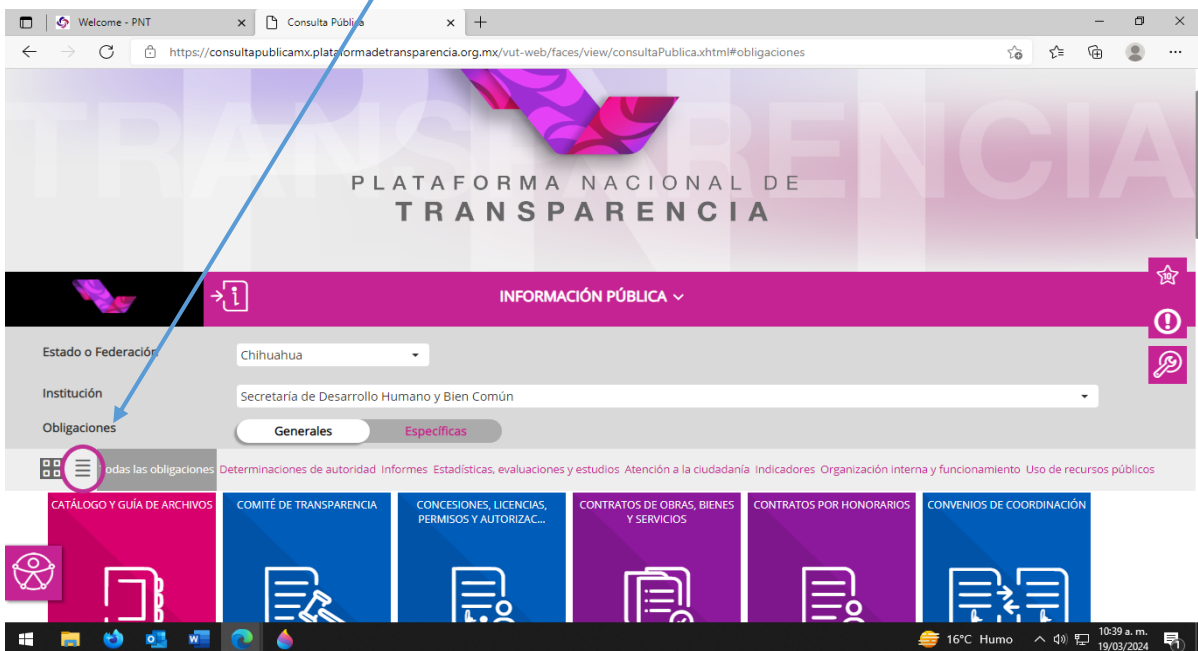 Welcome - PNT
Consulta Pública
https://consultapublicamx.plataformadetransparencia.org.mx/vut-web/faces/view/consultaPublica.xhtml#obligaciones
TRANSPARENCIA
PLATAFORMA NACIONAL DE
TRANSPARENCIA
INFORMACIÓN PÚBLICA
10
Estado o Federación
Chihuahua
Institución
Secretaría de Desarrollo Humano y Bien Común
Obligaciones
Generales Específicas
odas las obligaciones Determinaciones de autoridad Informes Estadísticas, evaluaciones y estudios Atención a la ciudadanía Indicadores Organización interna y funcionamiento Uso de recursos públicos
CATÁLOGO Y GUÍA DE ARCHIVOS
COMITÉ DE TRANSPARENCIA
CONCESIONES, LICENCIAS,
PERMISOS Y AUTORIZAC...
CONTRATOS DE OBRAS, BIENES
Y SERVICIOS
CONTRATOS POR HONORARIOS
CONVENIOS DE COORDINACIÓN
16°C Humo
10:39 a. m.
19/03/2024
1